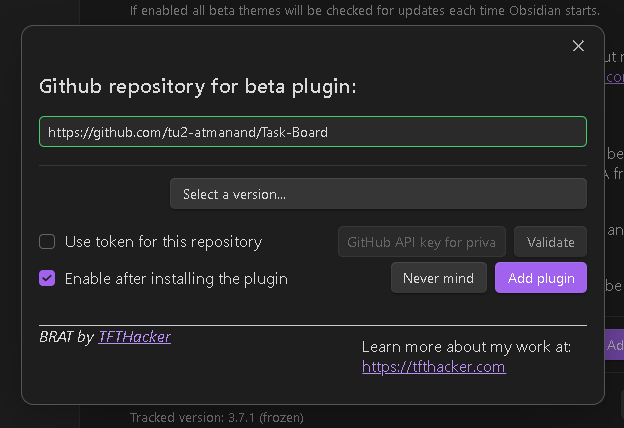 If enabled all beta themes will be checked for updates each time Obsidian starts.
Github repository for beta plugin:
https://github.com/tu2-atmanand/Task-Board
Select a version...
Use token for this repository
GitHub API key for priva
Validate
Enable after installing the plugin
Never mind
Add plugin
BRAT by TFTHacker
Learn more about my work at:
https://tfthacker.com
Tracked version: 3.7.1 (frozen)